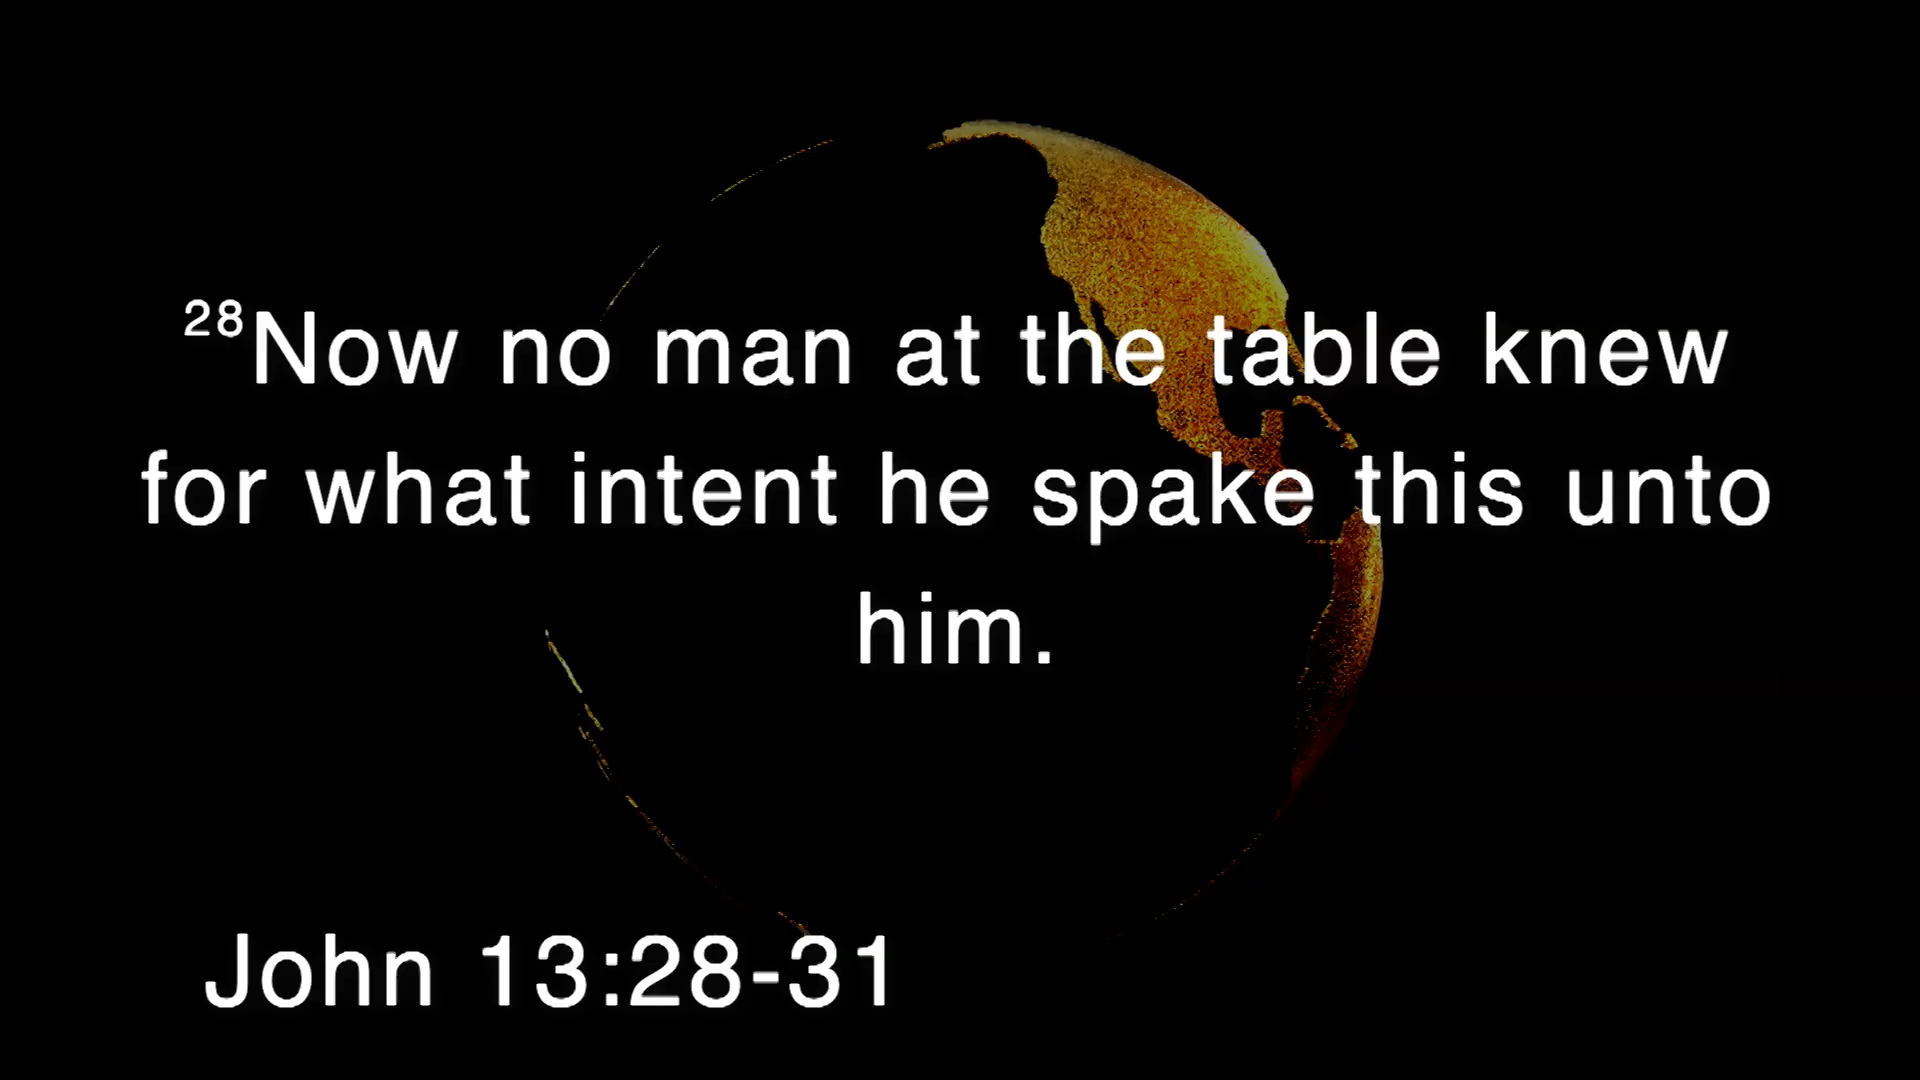 28Now no man at the table knew
for what intent he spake this unto
him.
John 13:28-31